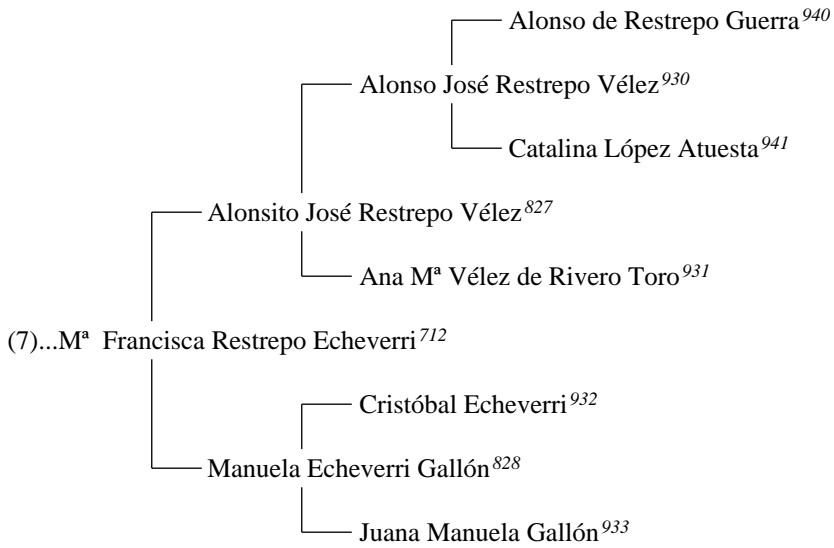 Alonso de Restrepo Guerra940
Alonso José Restrepo Vélez930
Catalina López Atuesta941
Alonsito José Restrepo Vélez827
Ana Mª Vélez de Rivero Toro931
(7)...Mª Francisca Restrepo Echeverri712
Cristóbal Echeverri932
Manuela Echeverri Gallón828
Juana Manuela Gallón933